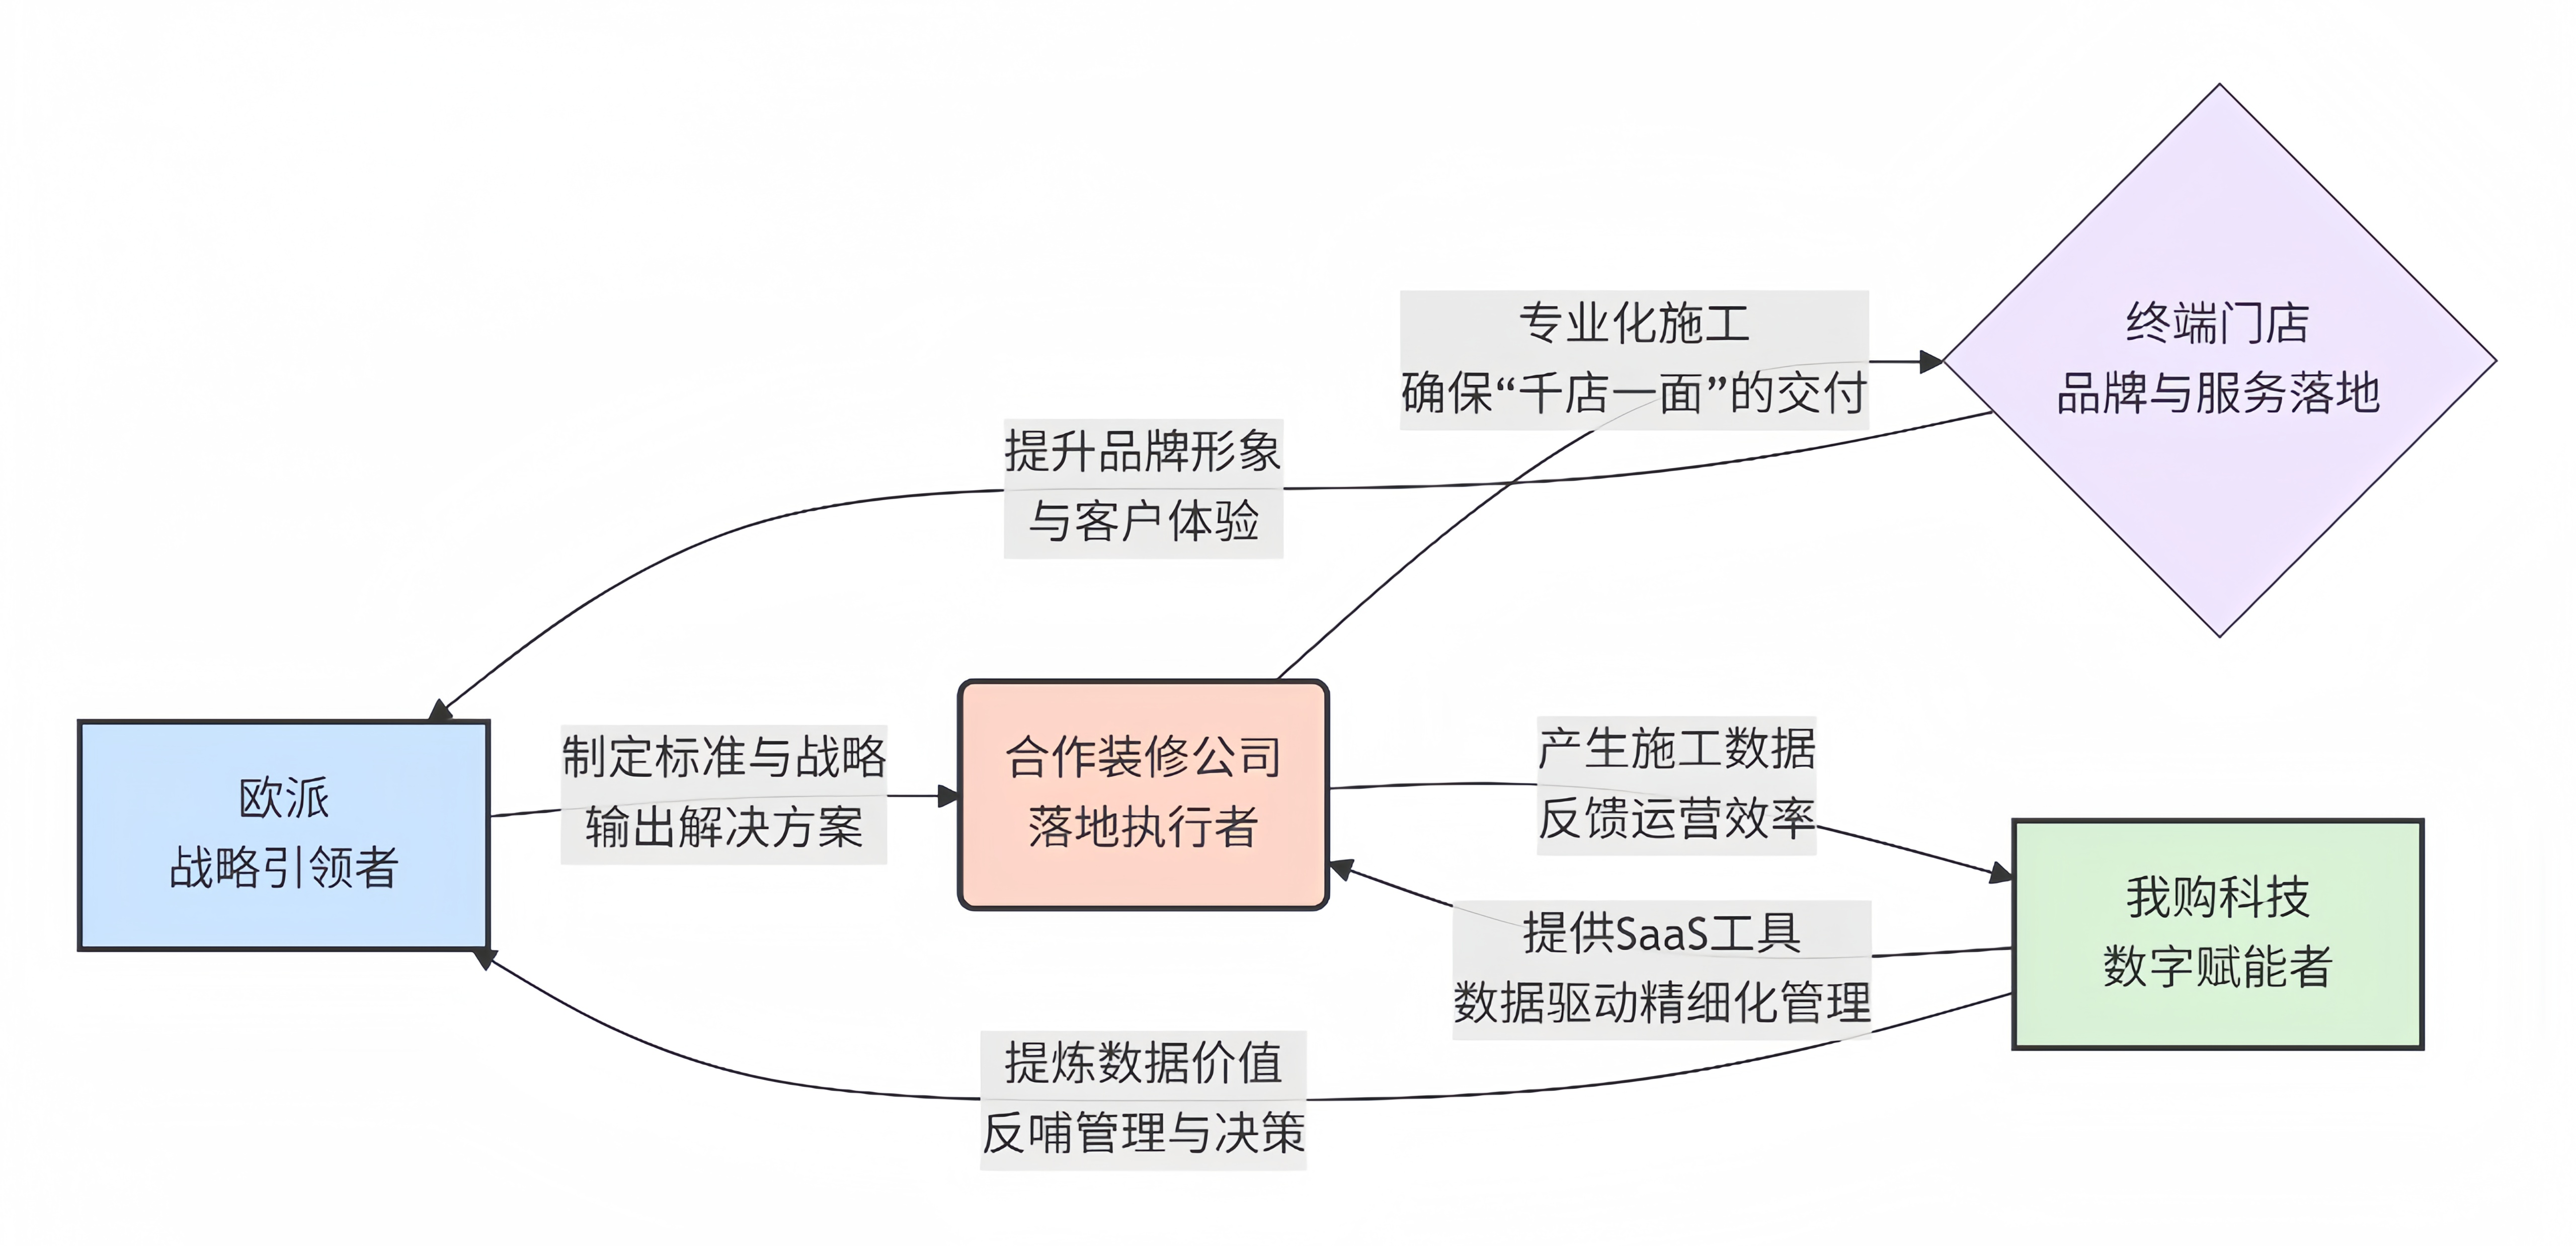 专业化施工
确保“千店一面”的交付
终端门店
品牌与服务落地
提升品牌形象
与客户体验
欧派
战略引领者
制定标准与战略
输出解决方案
合作装修公司
落地执行者
产生施工数据
反馈运营效率
提供SaaS工具
数据驱动精细化管理
我购科技
数字赋能者
提炼数据价值
反哺管理与决策